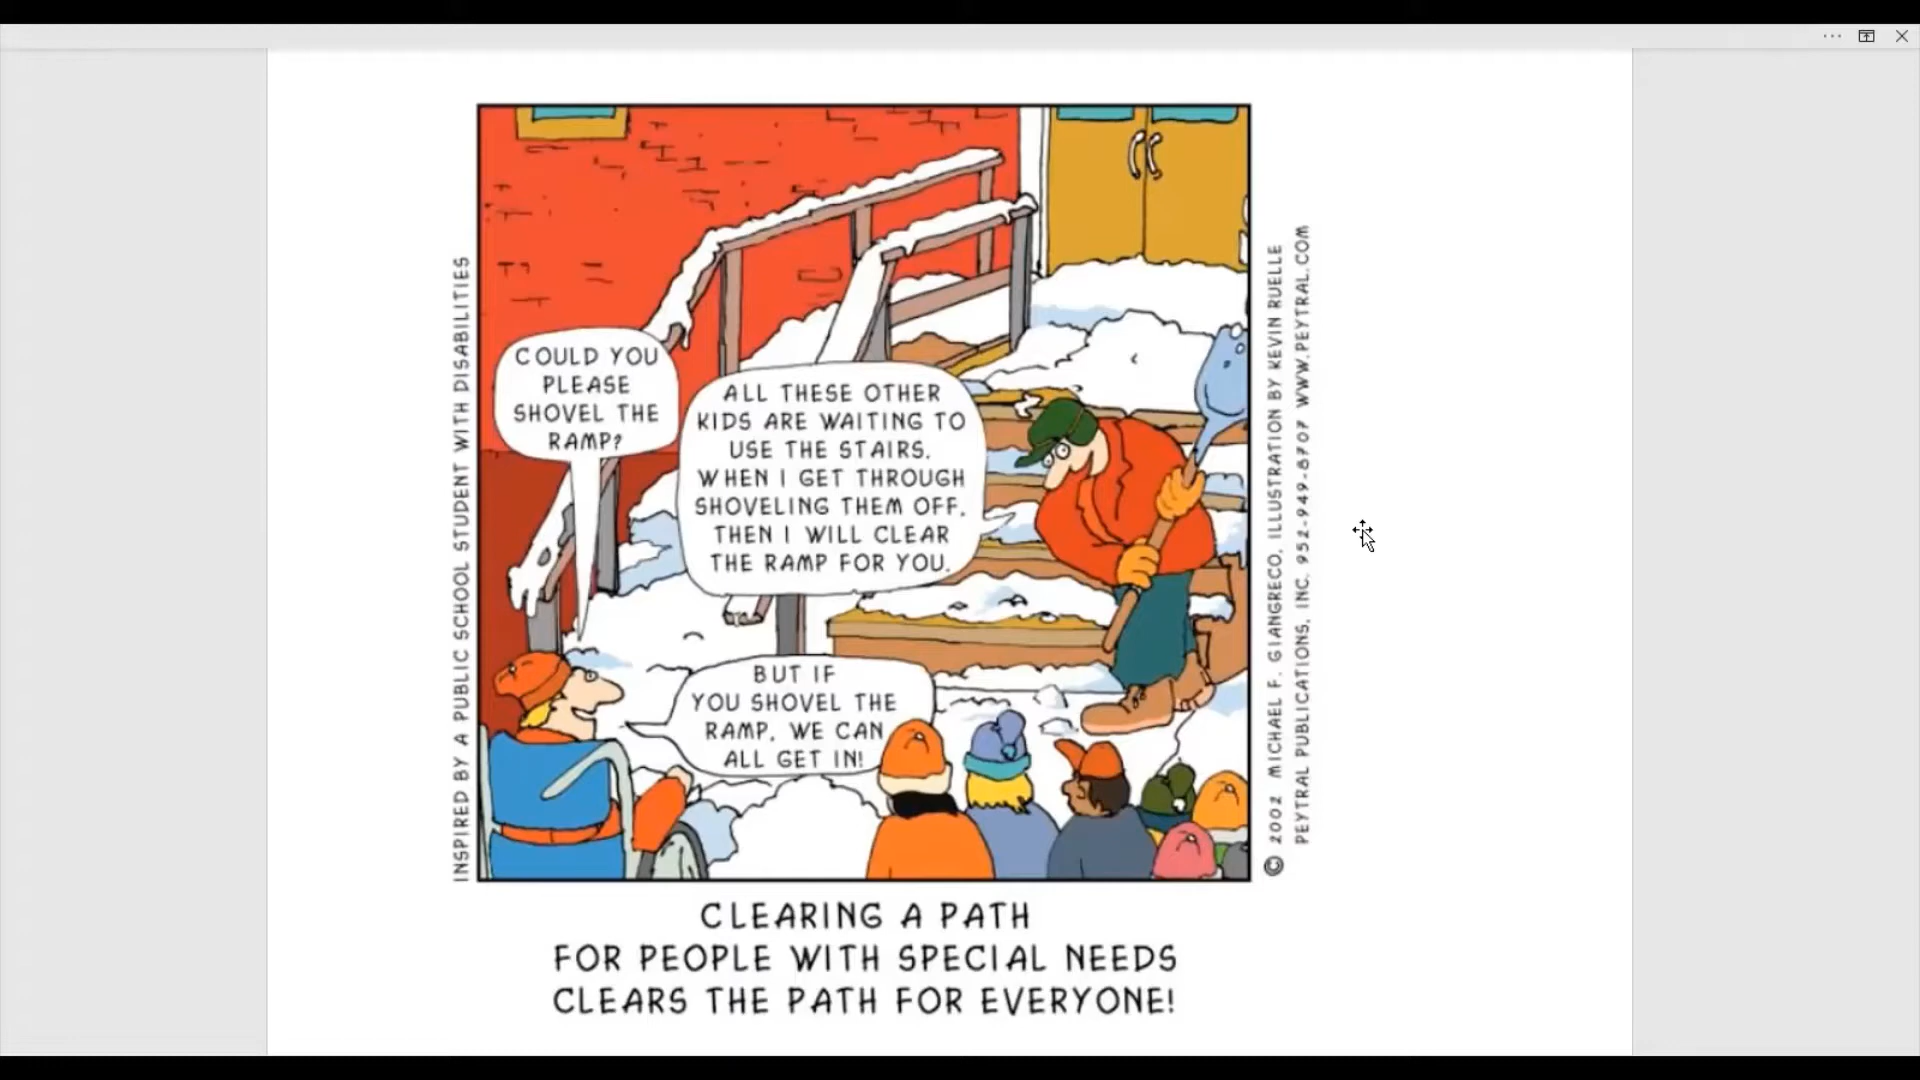 COULD YOU
PLEASE
SHOVEL THE
RAMP?
ALL THESE OTHER
KIDS ARE WAITING TO
USE THE STAIRS.
WHEN I GET THROUGH
SHOVELING THEM OFF,
THEN I WILL CLEAR
THE RAMP FOR YOU.
BUT IF
YOU SHOVEL THE
RAMP, WE CAN
ALL GET IN!
INSPIRED BY A PUBLIC SCHOOL STUDENT WITH DISABILITIES
© 2002 MICHAEL F. GIANGRECO, ILLUSTRATION BY KEVIN RUELLE
PEYTRAL PUBLICATIONS, INC. 952-949-8707 WWW.PEYTRAL.COM
CLEARING A PATH
FOR PEOPLE WITH SPECIAL NEEDS
CLEARS THE PATH FOR EVERYONE!